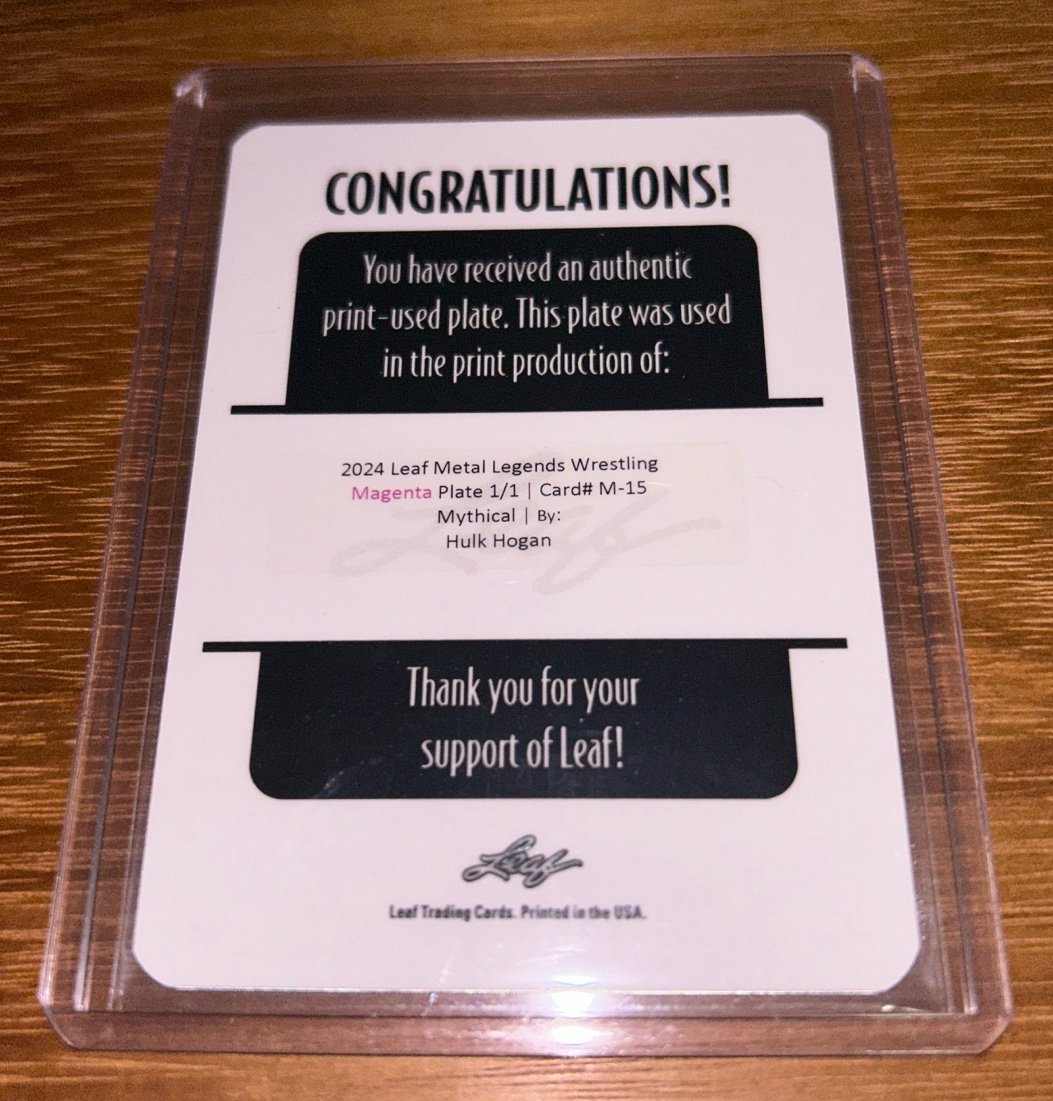 CONGRATULATIONS!
You have received an authentic
print-used plate. This plate was used
in the print production of:
2024 Leaf Metal Legends Wrestling
Magenta Plate 1/1 | Card# M-15
Mythical | By:
Hulk Hogan
Thank you for your
support of Leaf!
Leaf
Leaf Trading Cards. Printed in the USA.